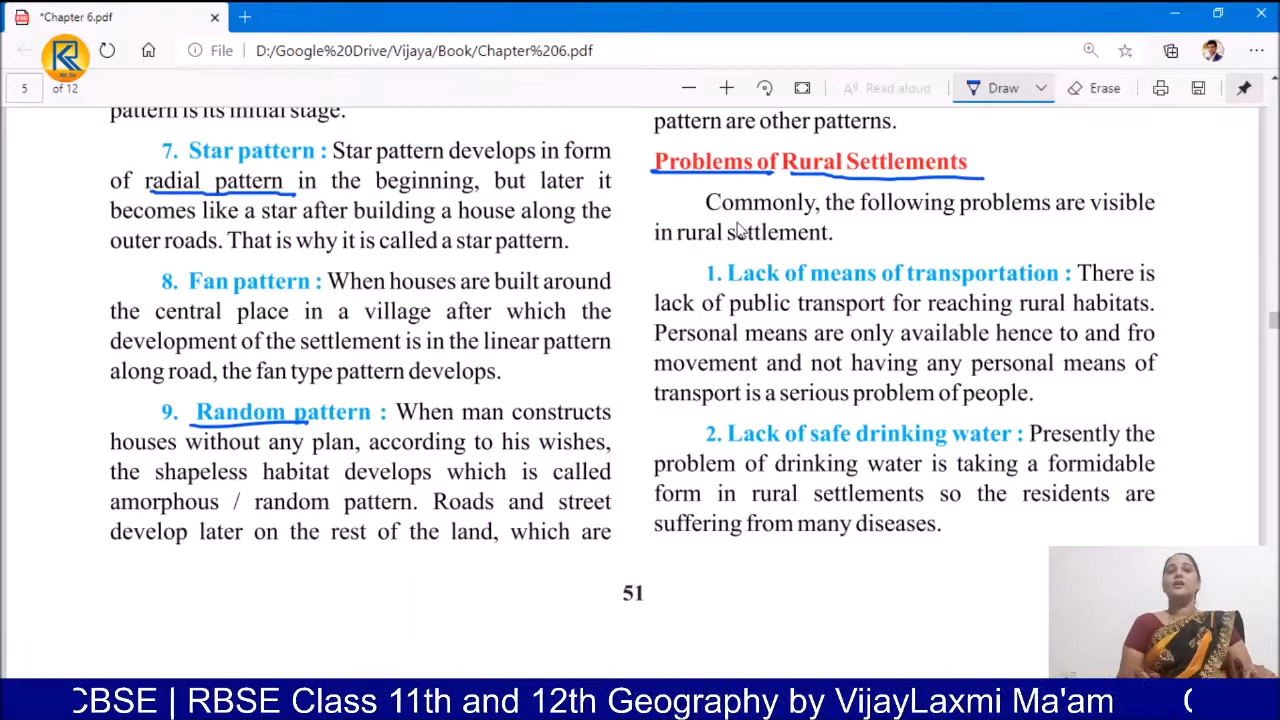 *Chapter 6.pdf
File
D:/Google%20Drive/Vijaya/Book/Chapter%206.pdf
5
of 12
Read aloud
Draw
Erase
pattern is its initial stage.
7. Star pattern : Star pattern develops in form
of radial pattern in the beginning, but later it
becomes like a star after building a house along the
outer roads. That is why it is called a star pattern.
8. Fan pattern : When houses are built around
the central place in a village after which the
development of the settlement is in the linear pattern
along road, the fan type pattern develops.
9. Random pattern : When man constructs
houses without any plan, according to his wishes,
the shapeless habitat develops which is called
amorphous / random pattern. Roads and street
develop later on the rest of the land, which are
pattern are other patterns.
Problems of Rural Settlements
Commonly, the following problems are visible
in rural settlement.
1. Lack of means of transportation : There is
lack of public transport for reaching rural habitats.
Personal means are only available hence to and fro
movement and not having any personal means of
transport is a serious problem of people.
2. Lack of safe drinking water : Presently the
problem of drinking water is taking a formidable
form in rural settlements so the residents are
suffering from many diseases.
51
CBSE | RBSE Class 11th and 12th Geography by VijayLaxmi Ma'am